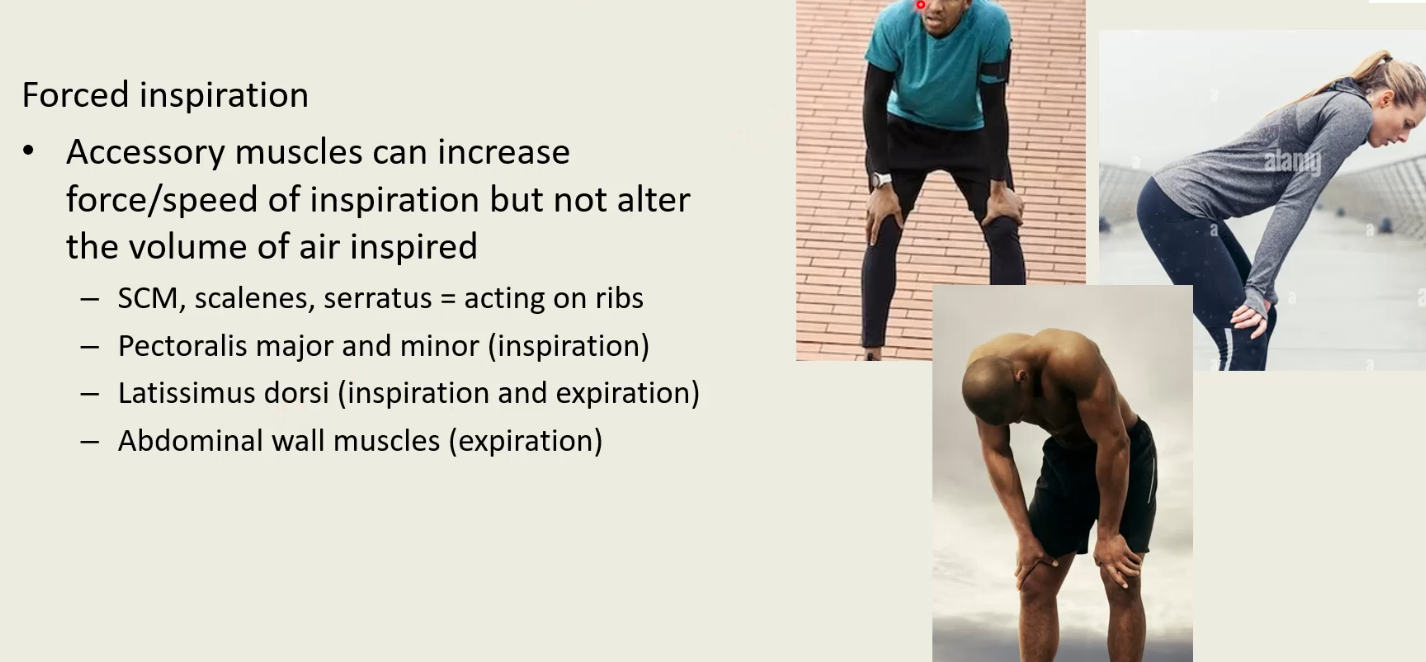 Forced inspiration
• Accessory muscles can increase
force/speed of inspiration but not alter
the volume of air inspired
– SCM, scalenes, serratus = acting on ribs
– Pectoralis major and minor (inspiration)
– Latissimus dorsi (inspiration and expiration)
– Abdominal wall muscles (expiration)
alamy
a
a
a
a
a
a